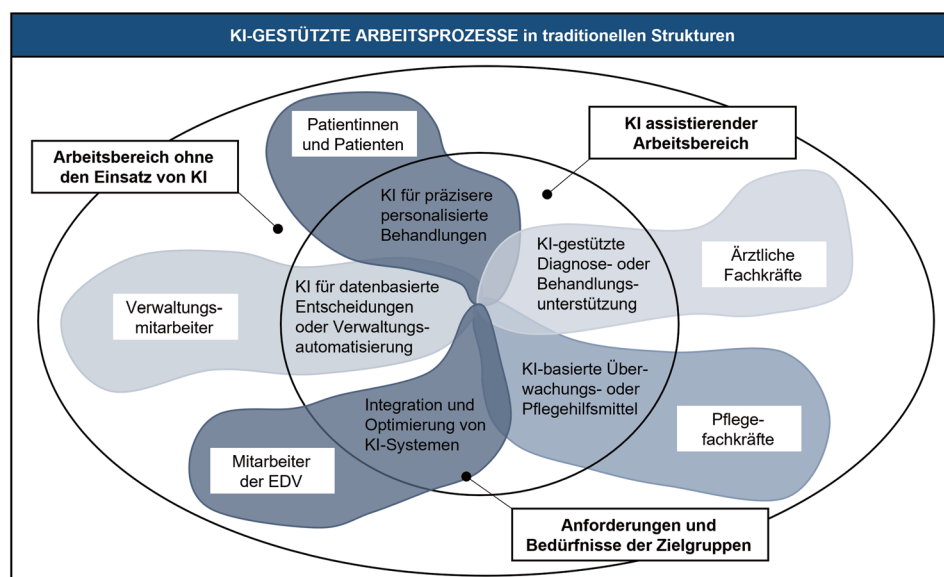 KI-GESTÜTZTE ARBEITSPROZESSE in traditionellen Strukturen
Patientinnen
und Patienten
KI assistierender
Arbeitsbereich
Arbeitsbereich ohne
den Einsatz von KI
KI für präzisere
personalisierte
Behandlungen
KI-gestützte
Diagnose- oder
Behandlungs-
unterstützung
Ärztliche
Fachkräfte
Verwaltungs-
mitarbeiter
KI für datenbasierte
Entscheidungen
oder Verwaltungs-
automatisierung
KI-basierte Über-
wachungs- oder
Pflegehilfsmittel
Pflege-
fachkräfte
Integration und
Optimierung von
KI-Systemen
Mitarbeiter
der EDV
Anforderungen und
Bedürfnisse der Zielgruppen